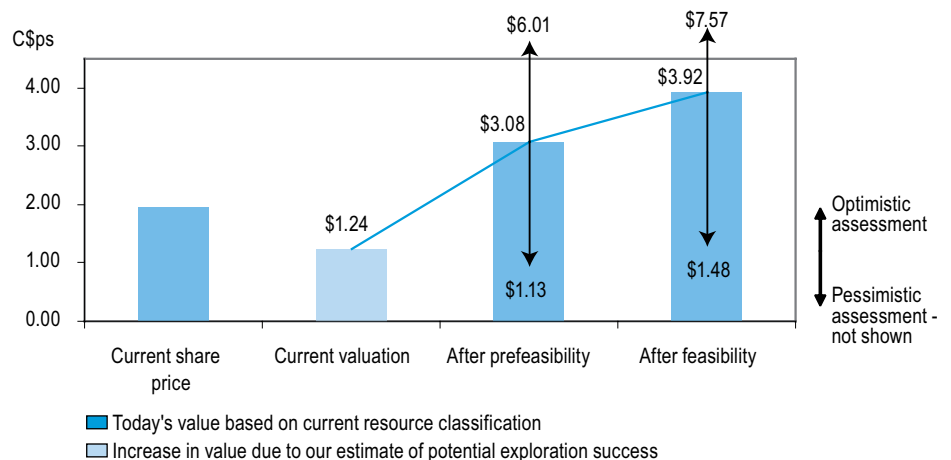 C$ps
$6.01
$7.57
4.00
$3.92
$3.08
3.00
2.00
$1.24
Optimistic
assessment
1.00
$1.13
$1.48
Pessimistic
assessment -
not shown
0.00
Current share
price
Current valuation
After prefeasibility
After feasibility
Today's value based on current resource classification
Increase in value due to our estimate of potential exploration success